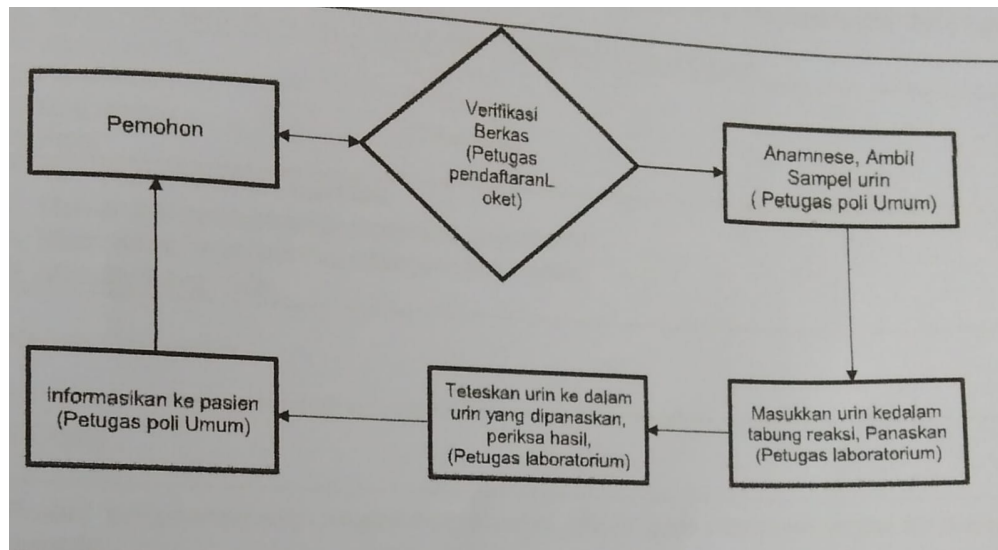 Pemohon
Verifikasi
Berkas
(Petugas
pendaftaranL
oket)
Anamnese, Ambil
Sampel urin
( Petugas poli Umum)
Masukkan urin kedalam
tabung reaksi, Panaskan
(Petugas laboratorium)
Teteskan urin ke dalam
urin yang dipanaskan,
periksa hasil,
(Petugas laboratorium)
informasikan ke pasien
(Petugas poli Umum)